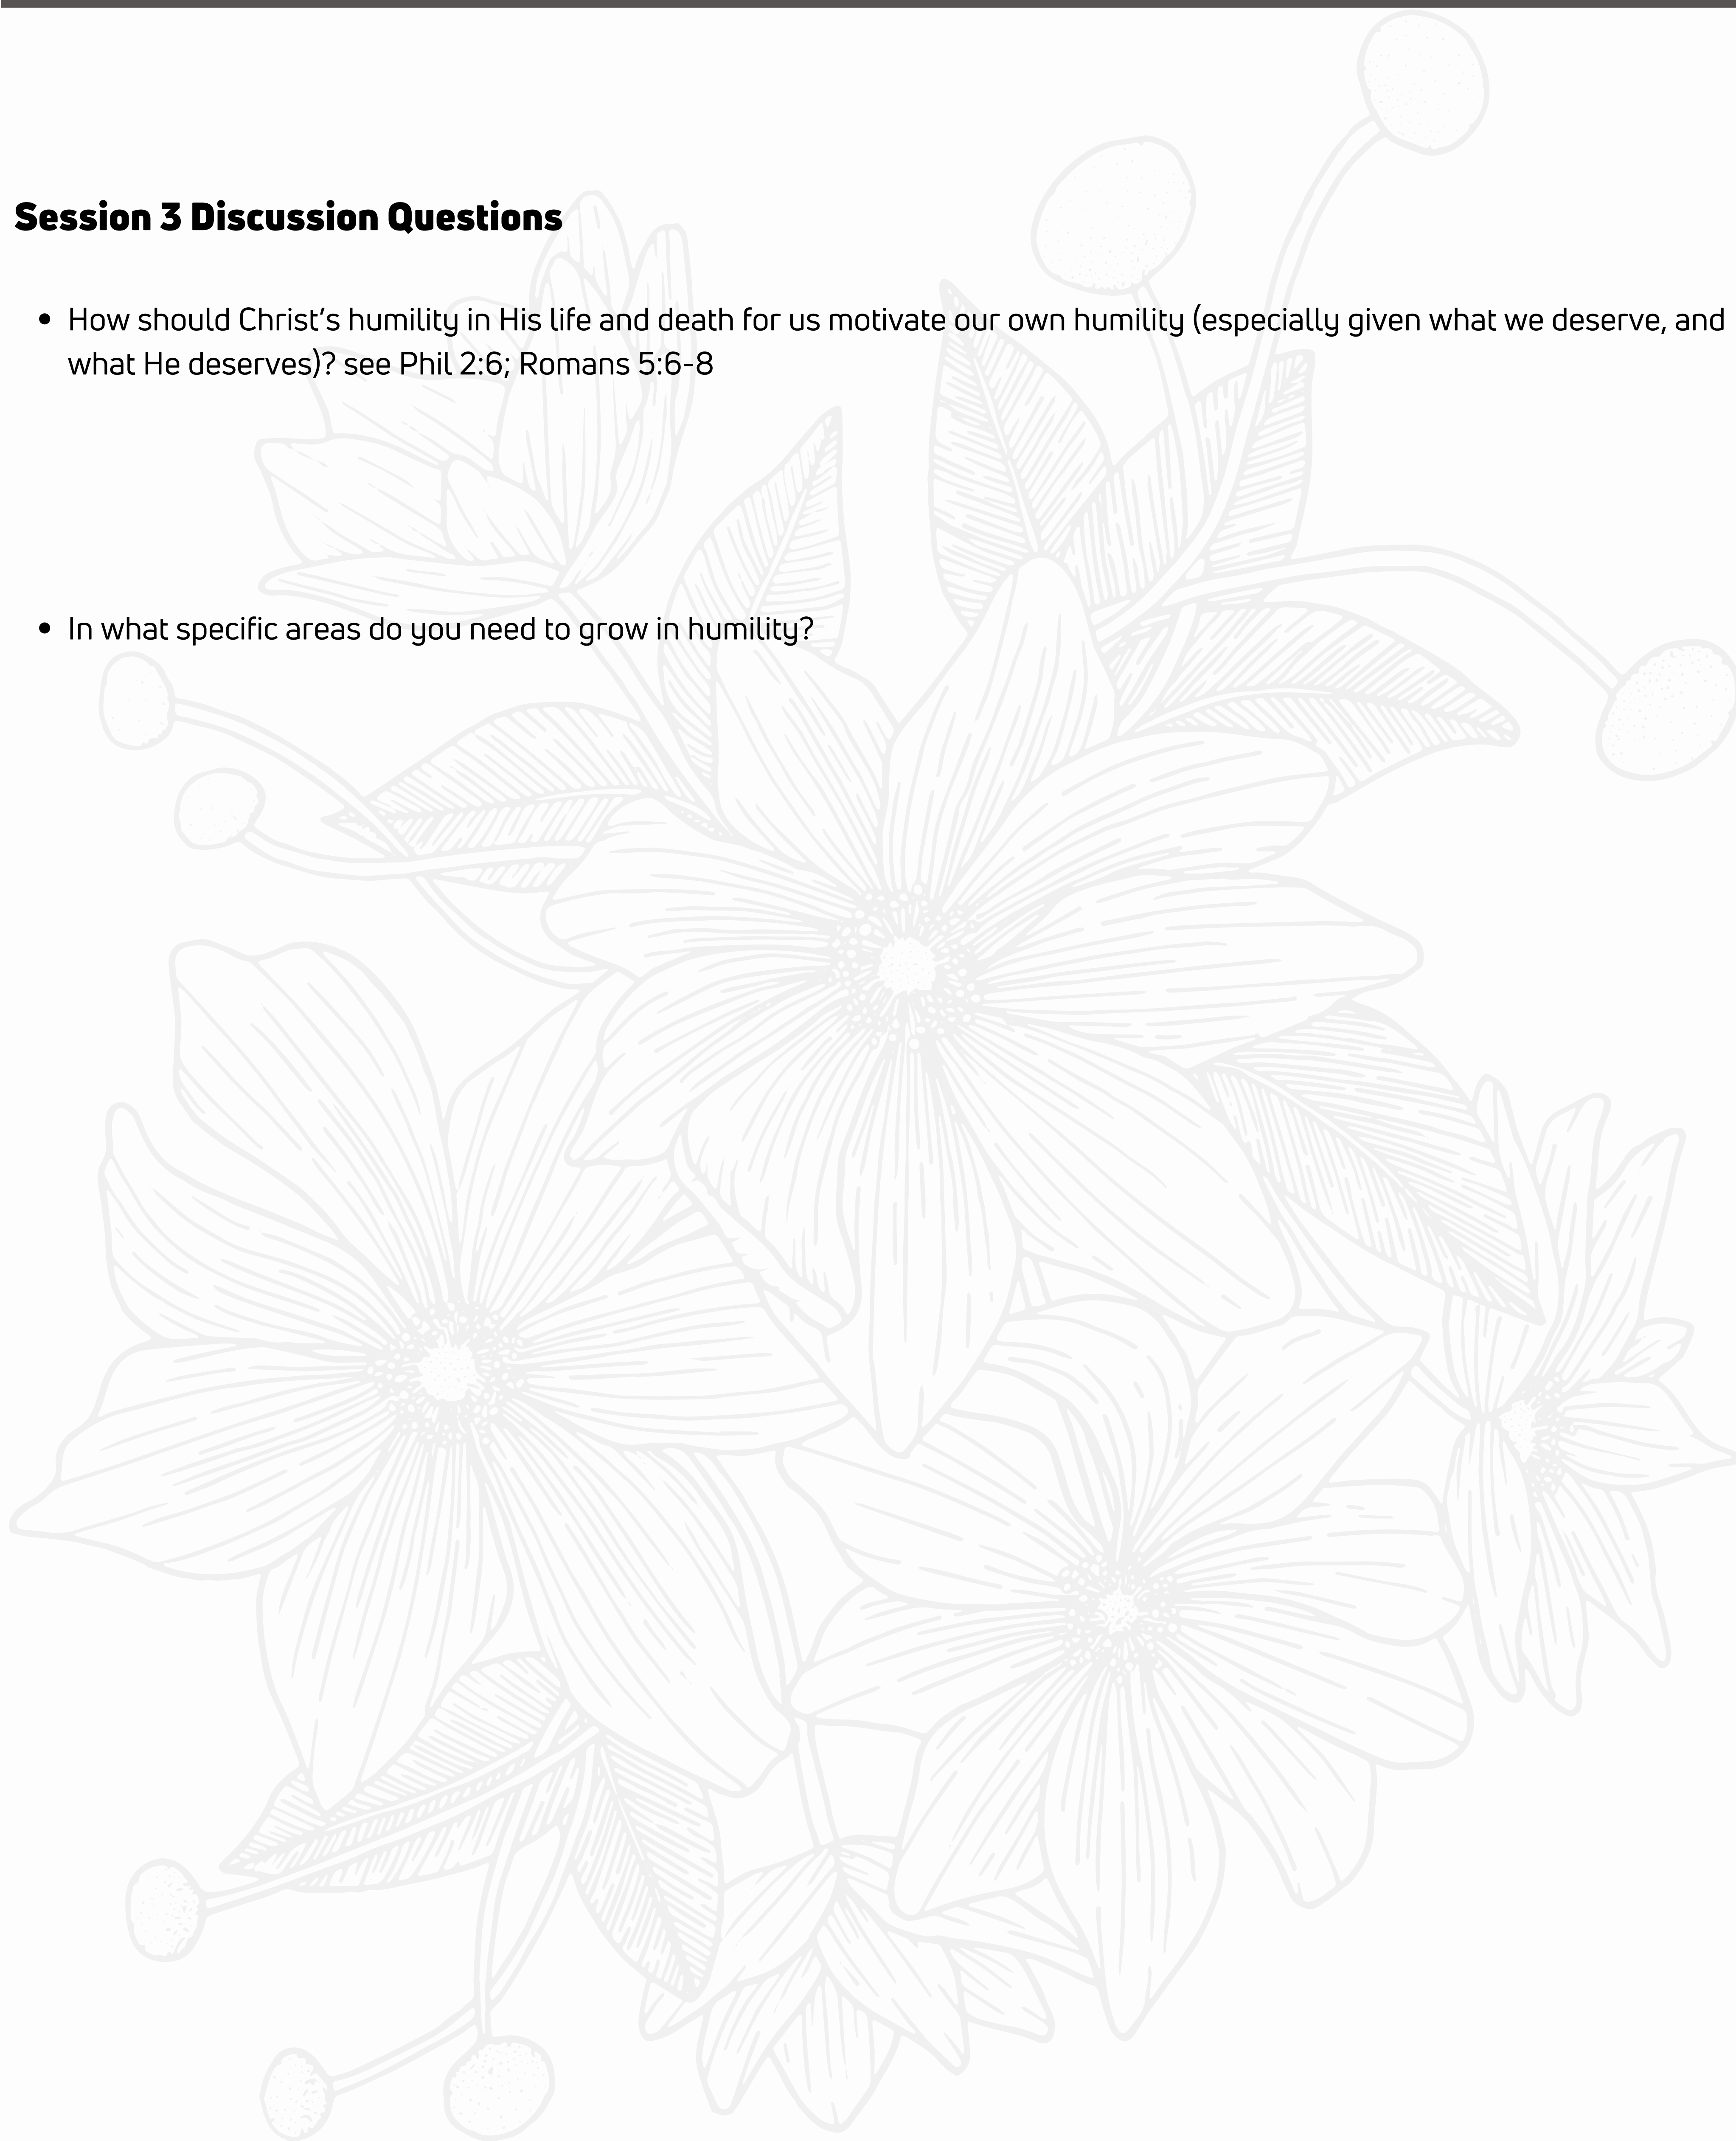 Session 3 Discussion Questions
• How should Christ’s humility in His life and death for us motivate our own humility (especially given what we deserve, and
what He deserves)? see Phil 2:6; Romans 5:6-8
• In what specific areas do you need to grow in humility?